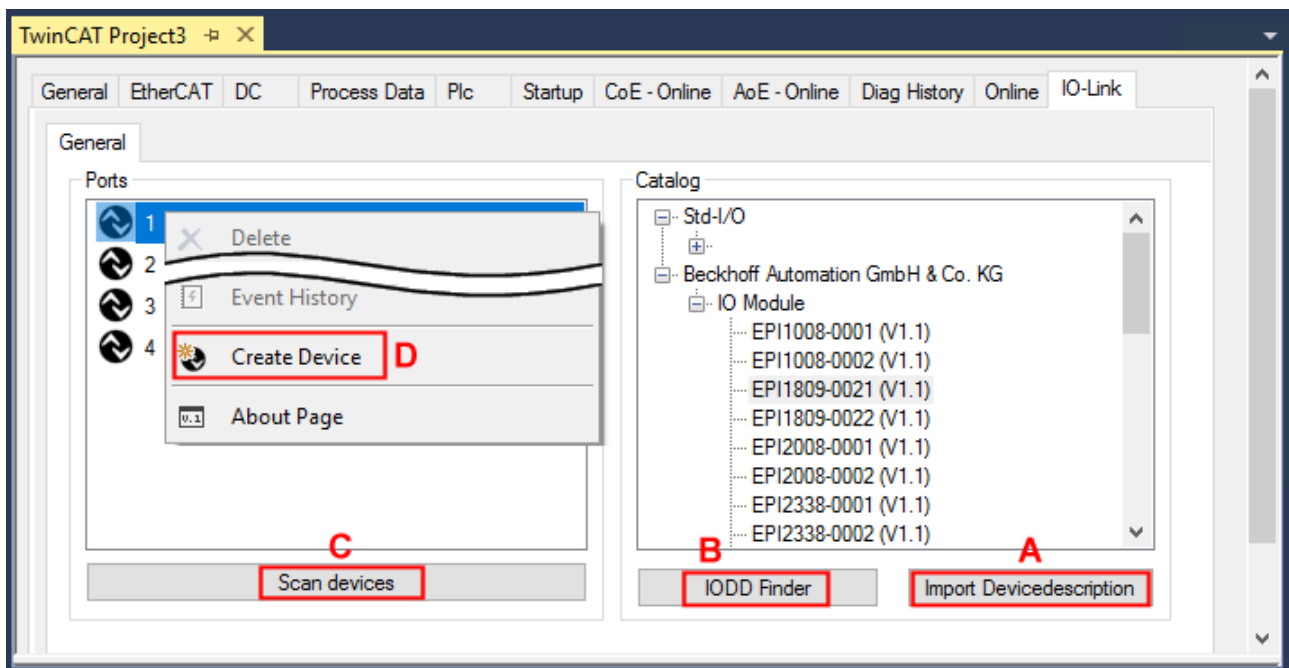 TwinCAT Project3
General EtherCAT DC Process Data Plc Startup CoE - Online AoE - Online Diag History Online IO-Link
General
Ports
1
2
3
4
Delete
Event History
Create Device
D
About Page
C
Scan devices
Catalog
Std-I/O
Beckhoff Automation GmbH & Co. KG
IO Module
EPI1008-0001 (V1.1)
EPI1008-0002 (V1.1)
EPI1809-0021 (V1.1)
EPI1809-0022 (V1.1)
EPI2008-0001 (V1.1)
EPI2008-0002 (V1.1)
EPI2338-0001 (V1.1)
EPI2338-0002 (V1.1)
B
A
IODD Finder
Import Devicedescription